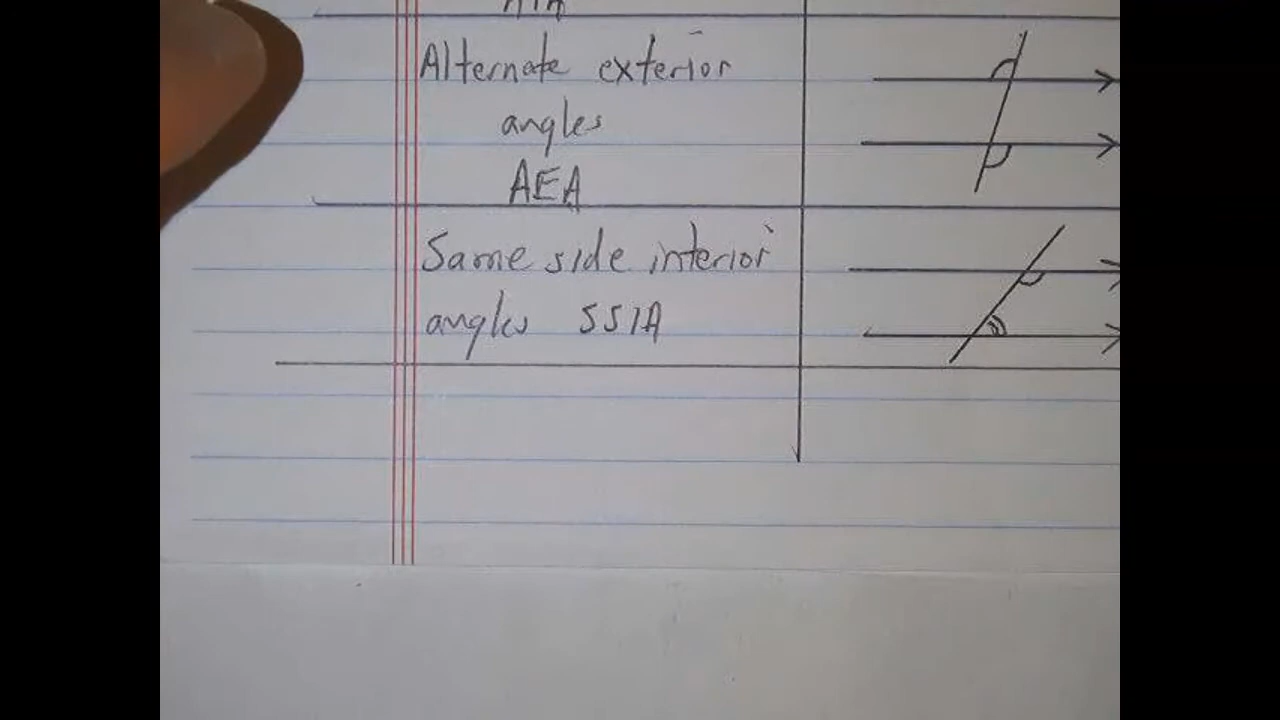 Alternate exterior
angles
AEA
Same side interior
angles SSIA